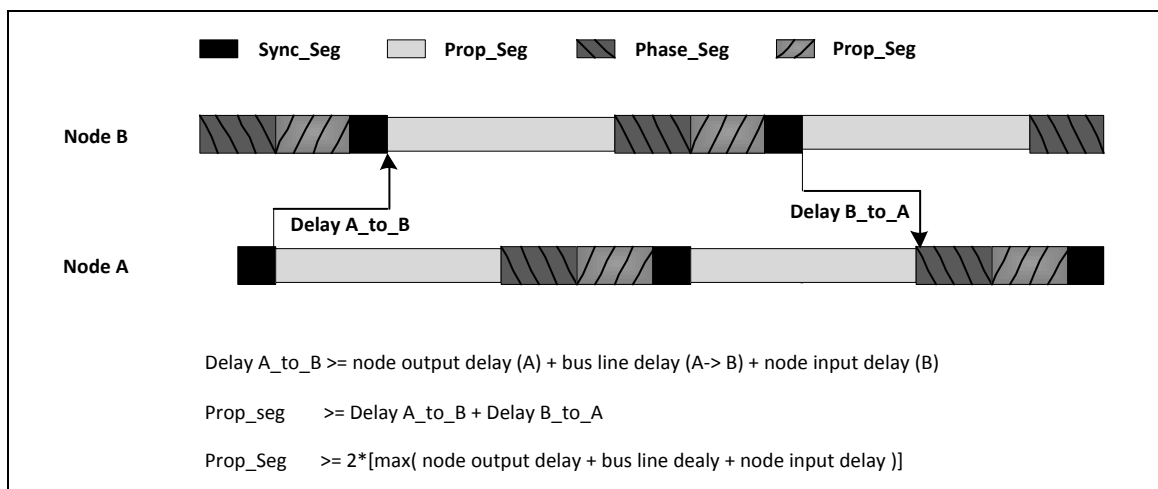 Sync_Seg Prop_Seg Phase_Seg Prop_Seg
Node B
Delay A_to_B
Delay B_to_A
Node A
Delay A_to_B >= node output delay (A) + bus line delay (A-> B) + node input delay (B)
Prop_seg >= Delay A_to_B + Delay B_to_A
Prop_Seg >= 2*[max( node output delay + bus line dealy + node input delay )]